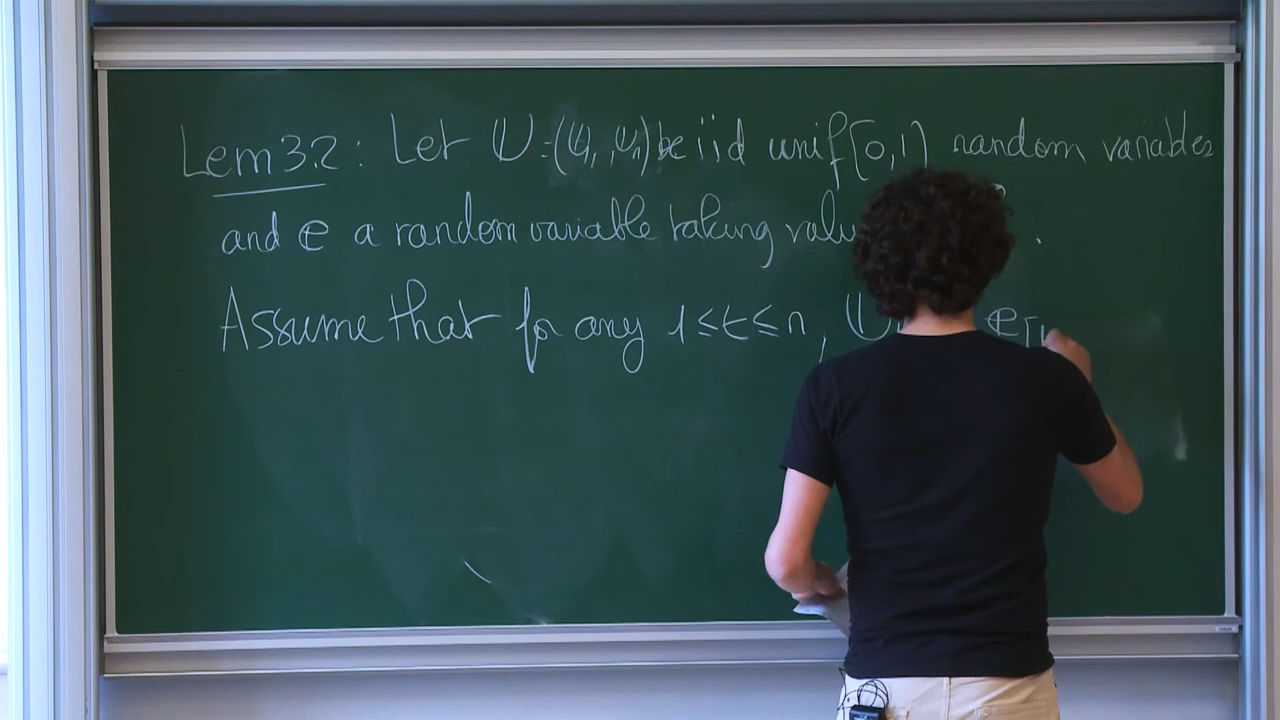 Lem 3.2 : Let U=(U₁, ,Uₙ) be iid unif[0,1] random variables
and e a random variable taking valu
Assume that for any 1≤t≤n, U e[